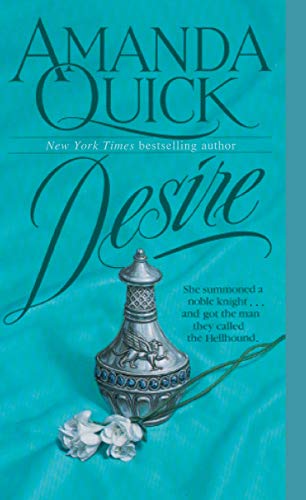 AMANDA
QUICK
New York Times bestselling author
Desire
She summoned a
noble knight . . .
and got the man
they called
the Hellhound.